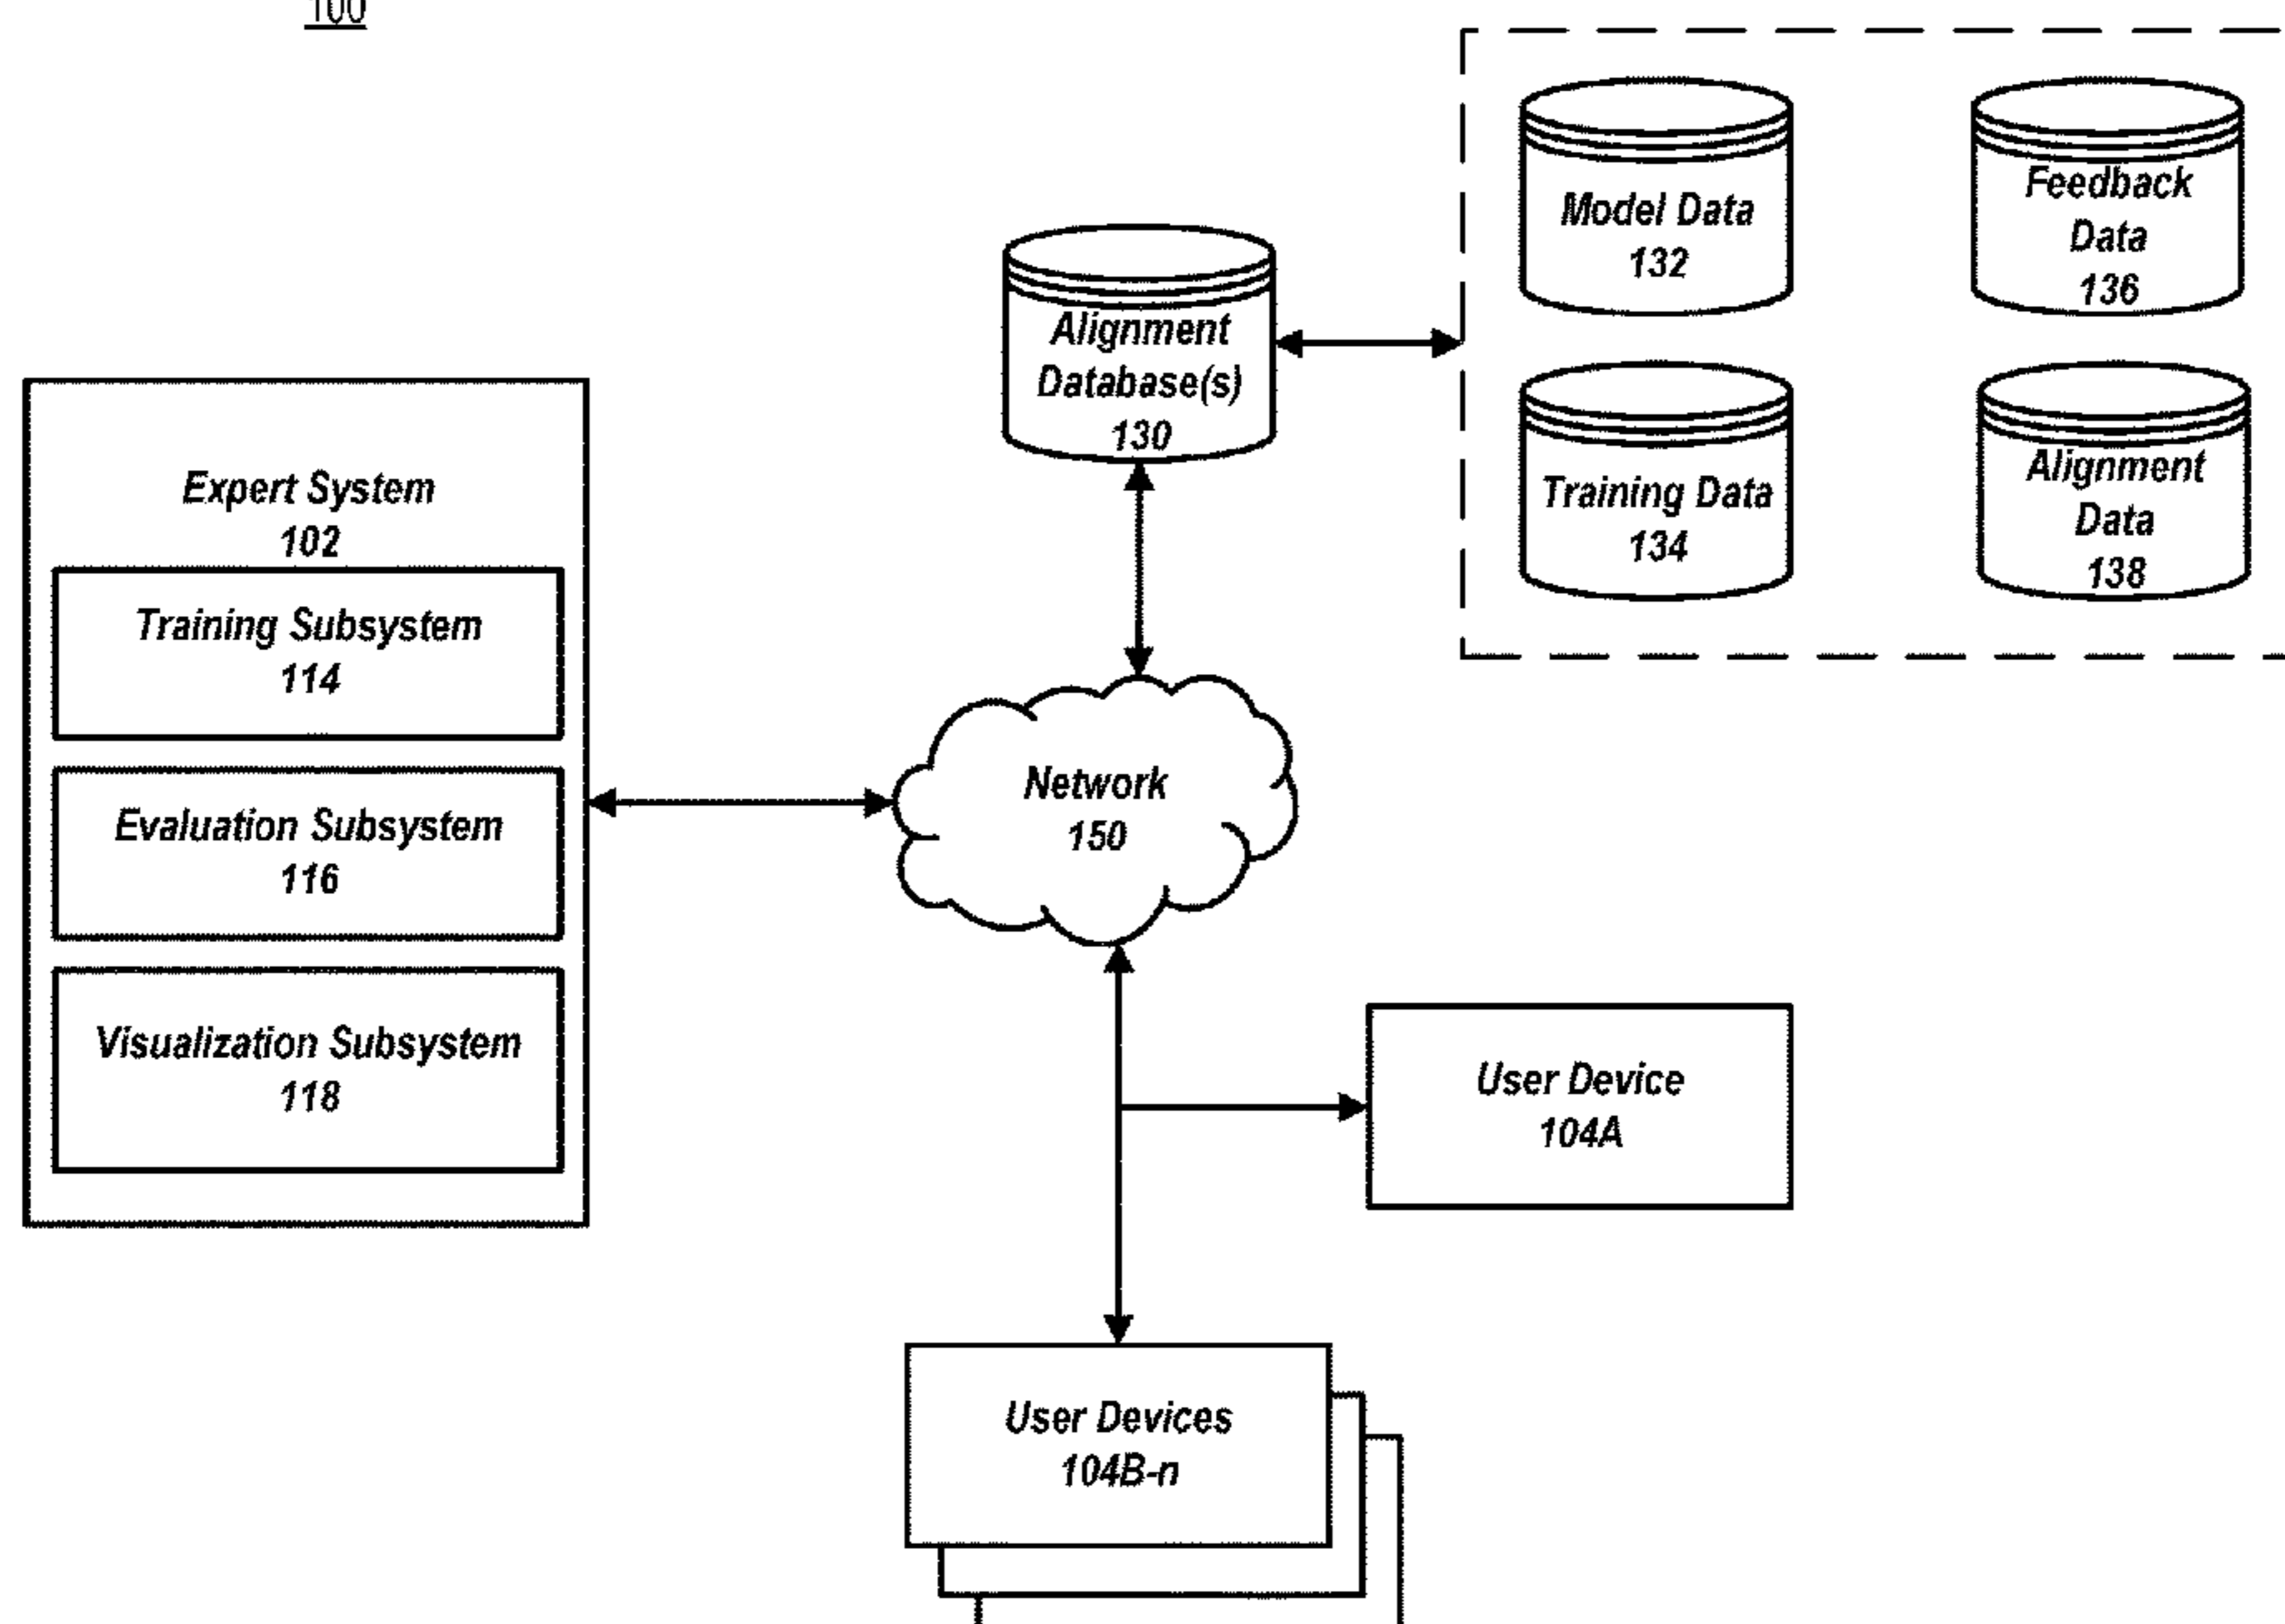 100
Model Data
132
Feedback
Data
136
Alignment
Database(s)
130
Training Data
134
Alignment
Data
138
Expert System
102
Training Subsystem
114
Evaluation Subsystem
116
Visualization Subsystem
118
Network
150
User Device
104A
User Devices
104B-n